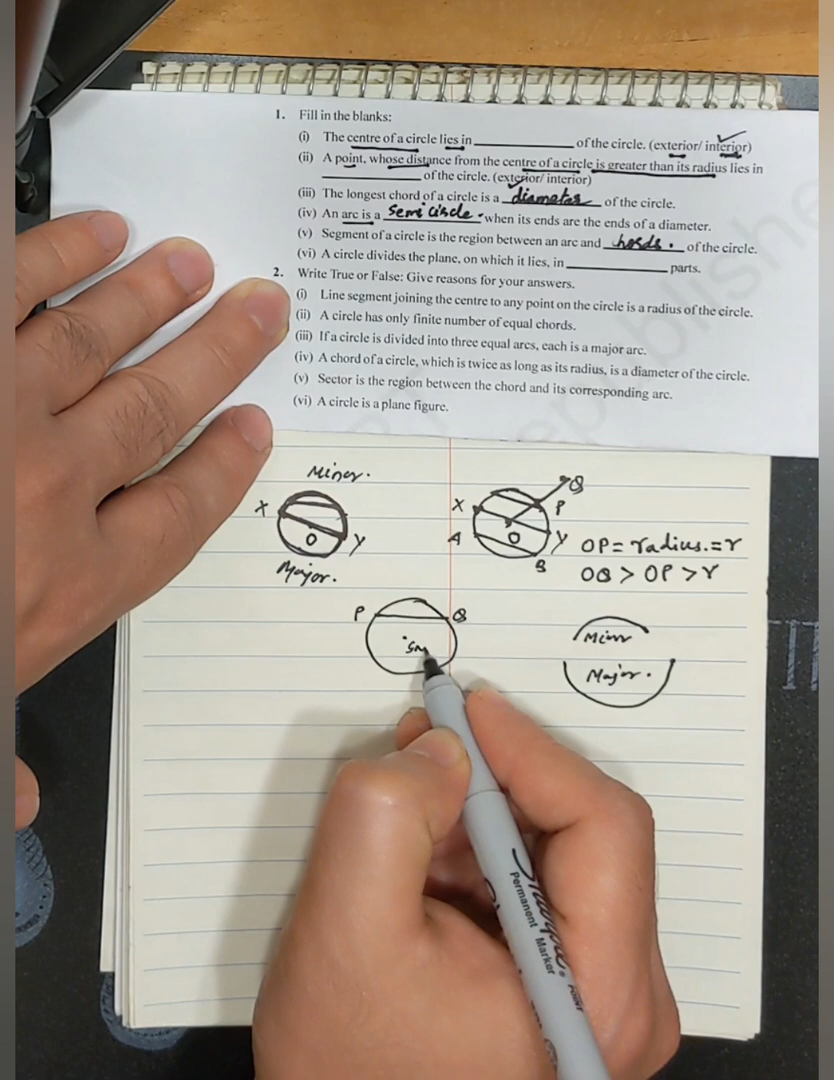 1. Fill in the blanks:
(i) The centre of a circle lies in ____________ of the circle. (exterior/ interior)
(ii) A point, whose distance from the centre of a circle is greater than its radius lies in
____________ of the circle. (exterior/ interior)
(iii) The longest chord of a circle is a diameter of the circle.
(iv) An arc is a semi circle. when its ends are the ends of a diameter.
(v) Segment of a circle is the region between an arc and hords. of the circle.
(vi) A circle divides the plane, on which it lies, in ____________ parts.
2. Write True or False: Give reasons for your answers.
(i) Line segment joining the centre to any point on the circle is a radius of the circle.
(ii) A circle has only finite number of equal chords.
(iii) If a circle is divided into three equal arcs, each is a major arc.
(iv) A chord of a circle, which is twice as long as its radius, is a diameter of the circle.
(v) Sector is the region between the chord and its corresponding arc.
(vi) A circle is a plane figure.
Minor.
X O Y
Major.
Q
X P
A O Y
B
OP = radius. = r
OQ > OP > r
P Q
Minor
Major.
Permanent Marker